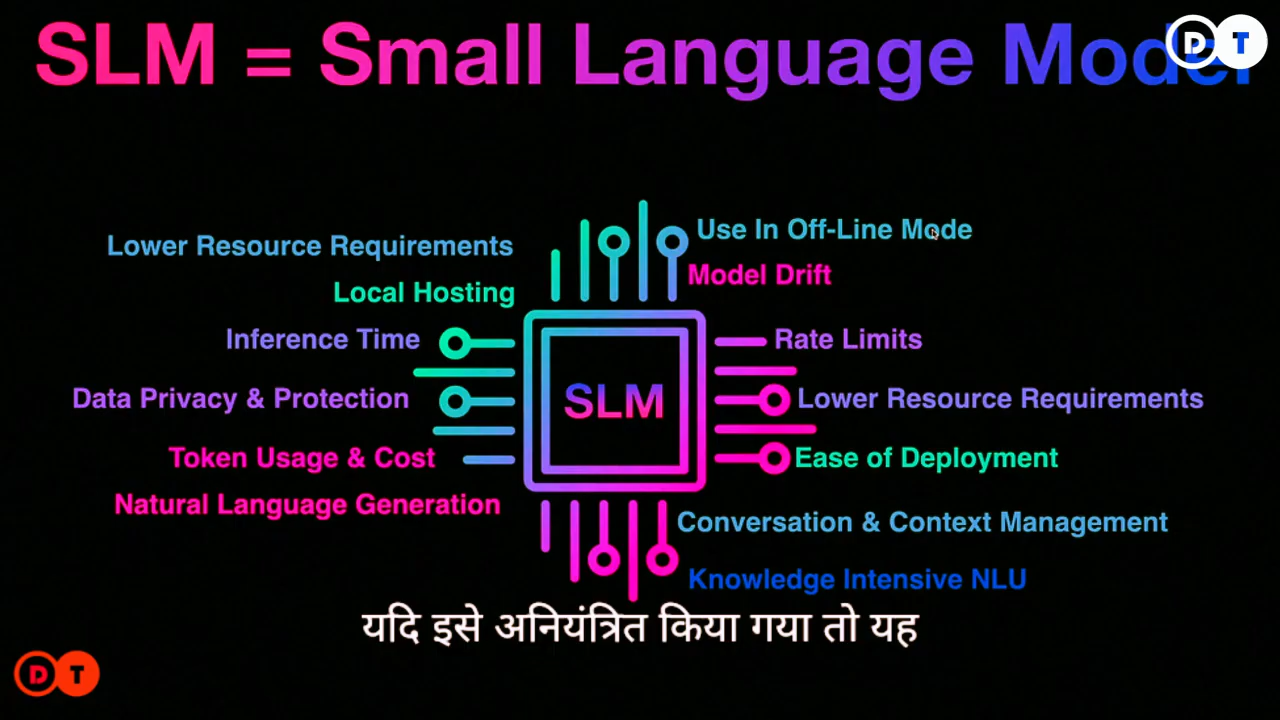 SLM = Small Language Model
D T
Use In Off-Line Mode
Lower Resource Requirements
Model Drift
Local Hosting
Inference Time
Rate Limits
Data Privacy & Protection
SLM
Lower Resource Requirements
Token Usage & Cost
Ease of Deployment
Natural Language Generation
Conversation & Context Management
Knowledge Intensive NLU
यदि इसे अनियंत्रित किया गया तो यह
D T